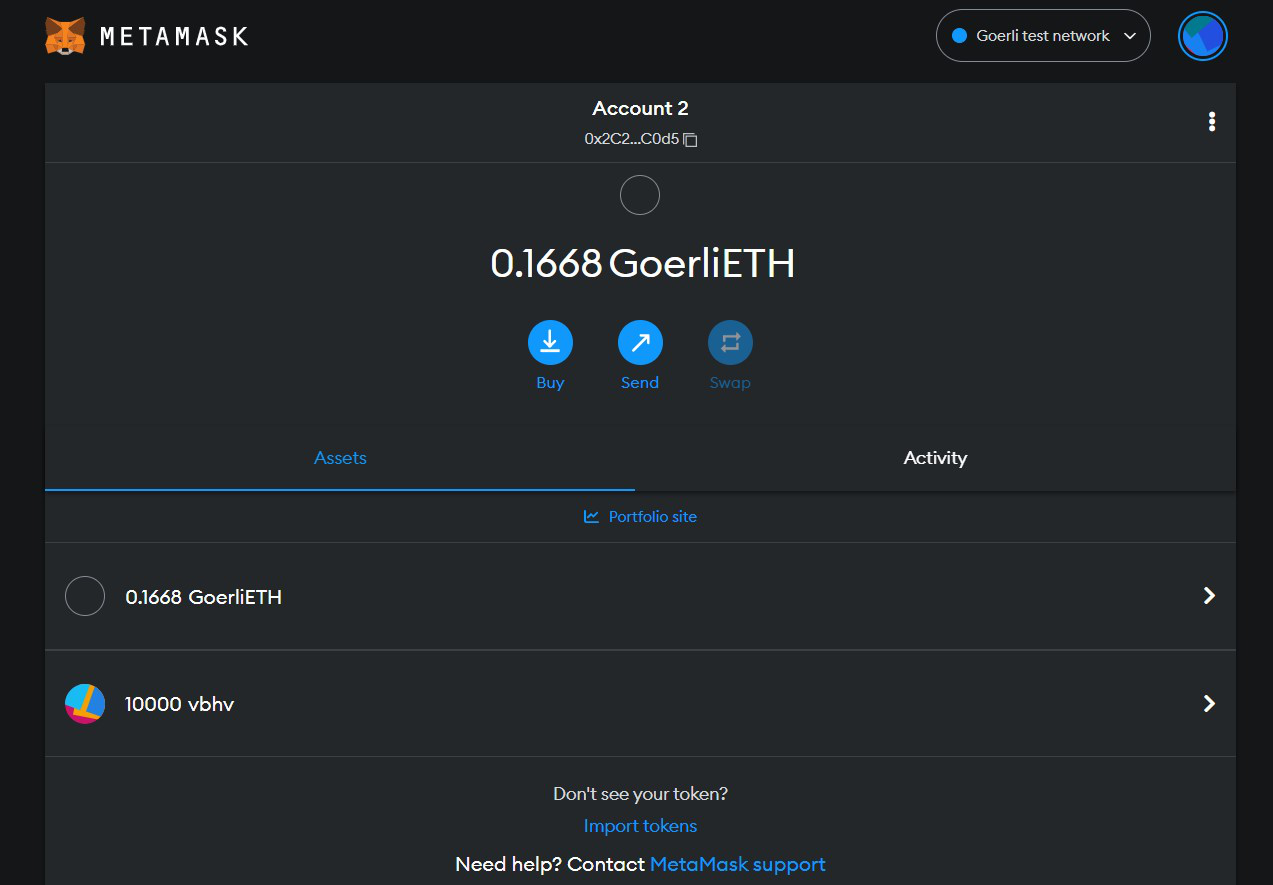 METAMASK
Goerli test network
Account 2
0x2C2...C0d5
0.1668 GoerliETH
Buy
Send
Swap
Assets
Activity
Portfolio site
0.1668 GoerliETH
10000 vbhv
Don't see your token?
Import tokens
Need help? Contact MetaMask support